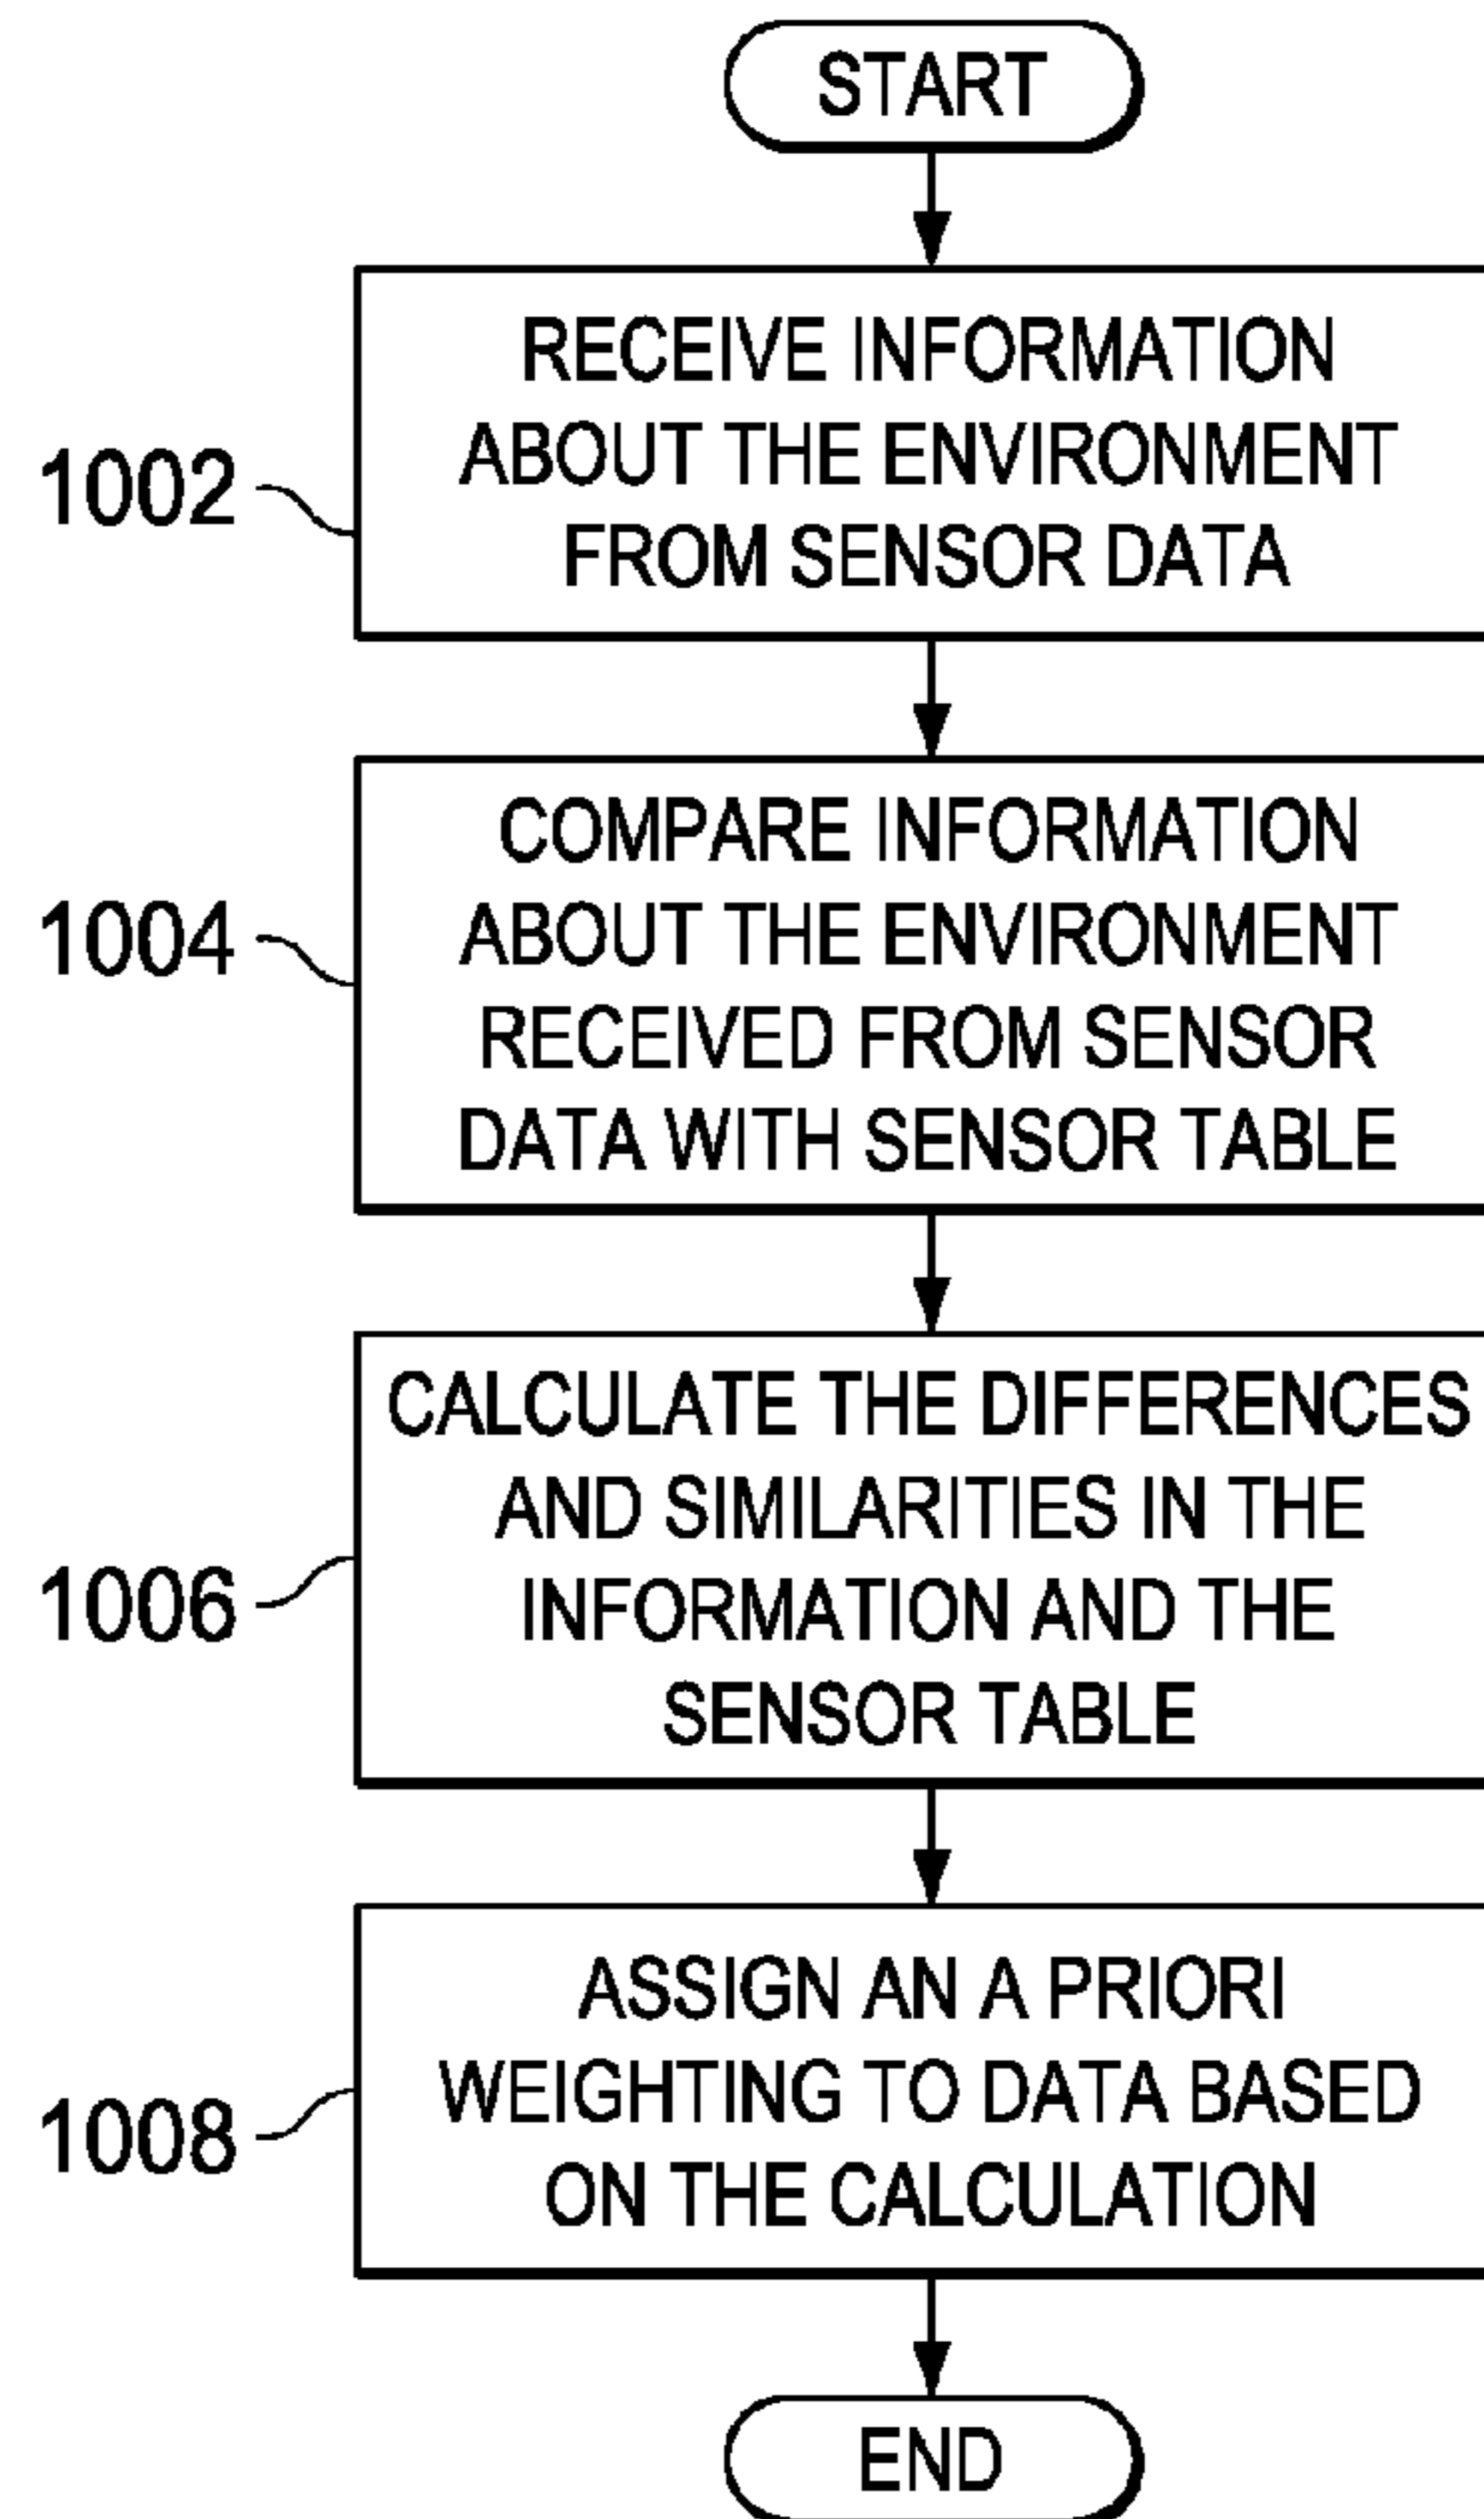 START
RECEIVE INFORMATION
ABOUT THE ENVIRONMENT
FROM SENSOR DATA
1002
COMPARE INFORMATION
ABOUT THE ENVIRONMENT
RECEIVED FROM SENSOR
DATA WITH SENSOR TABLE
1004
CALCULATE THE DIFFERENCES
AND SIMILARITIES IN THE
INFORMATION AND THE
SENSOR TABLE
1006
ASSIGN AN A PRIORI
WEIGHTING TO DATA BASED
ON THE CALCULATION
1008
END